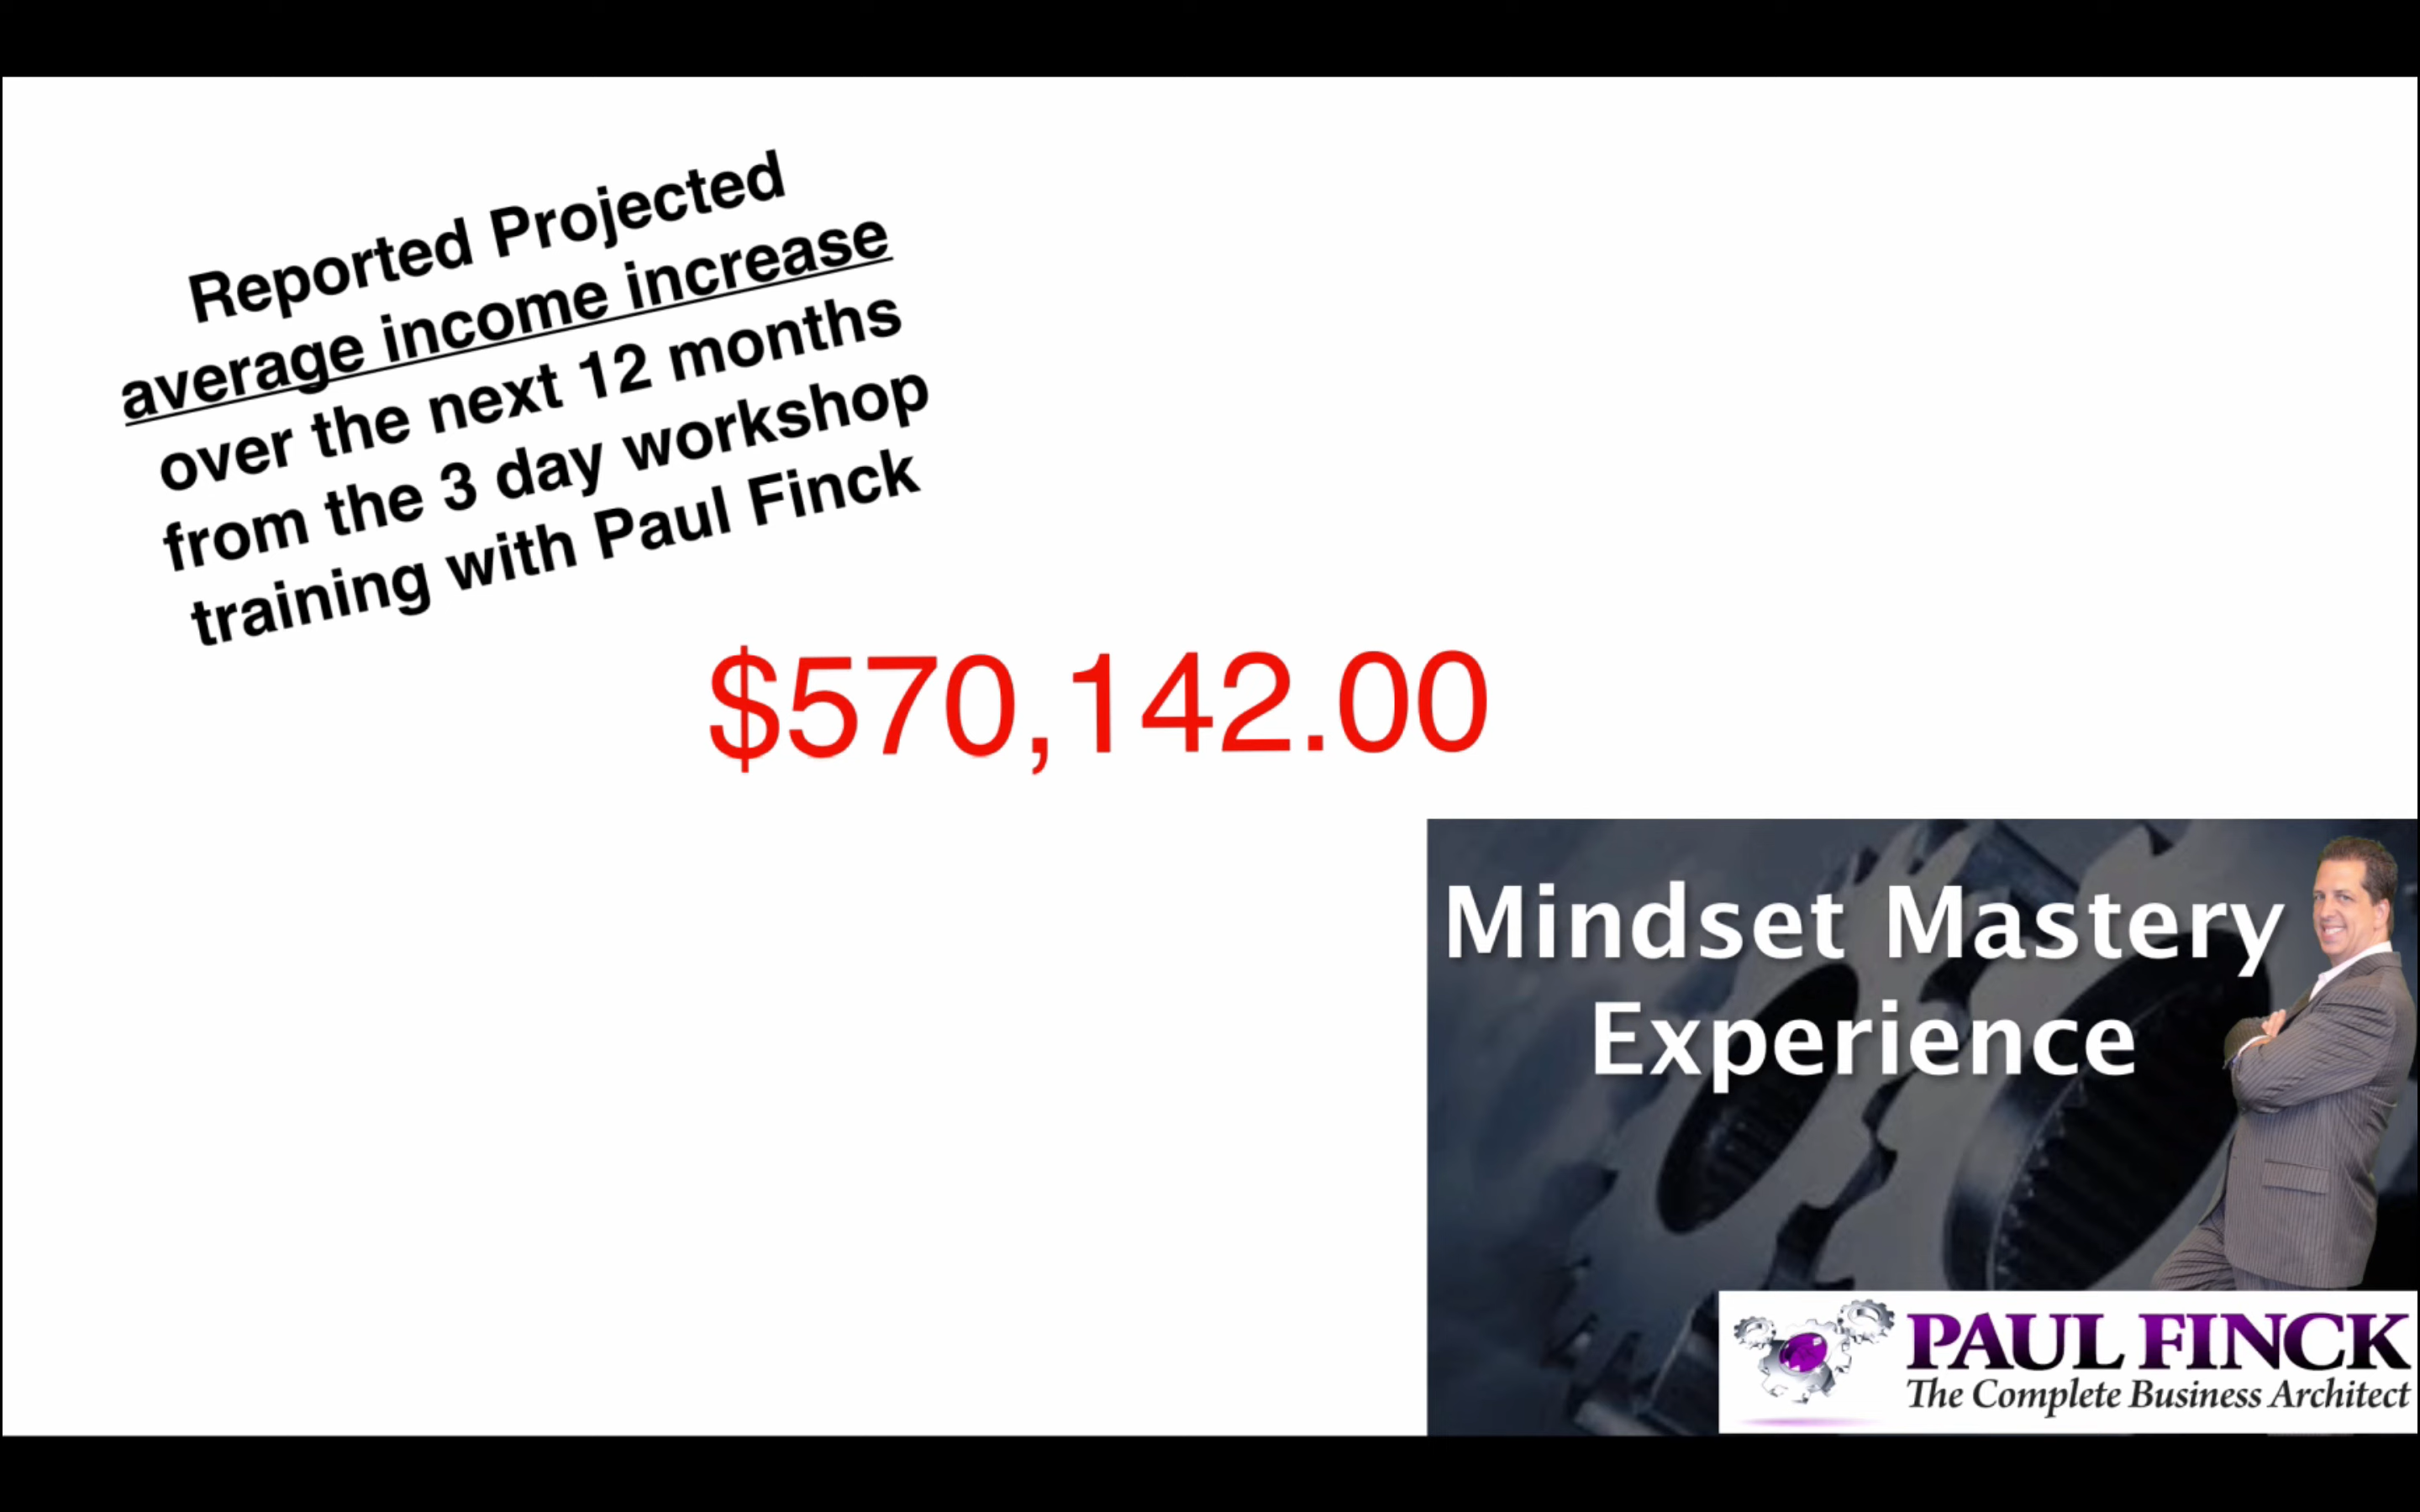 Reported Projected
average income increase
over the next 12 months
from the 3 day workshop
training with Paul Finck
$570,142.00
Mindset Mastery
Experience
PAUL FINCK
The Complete Business Architect